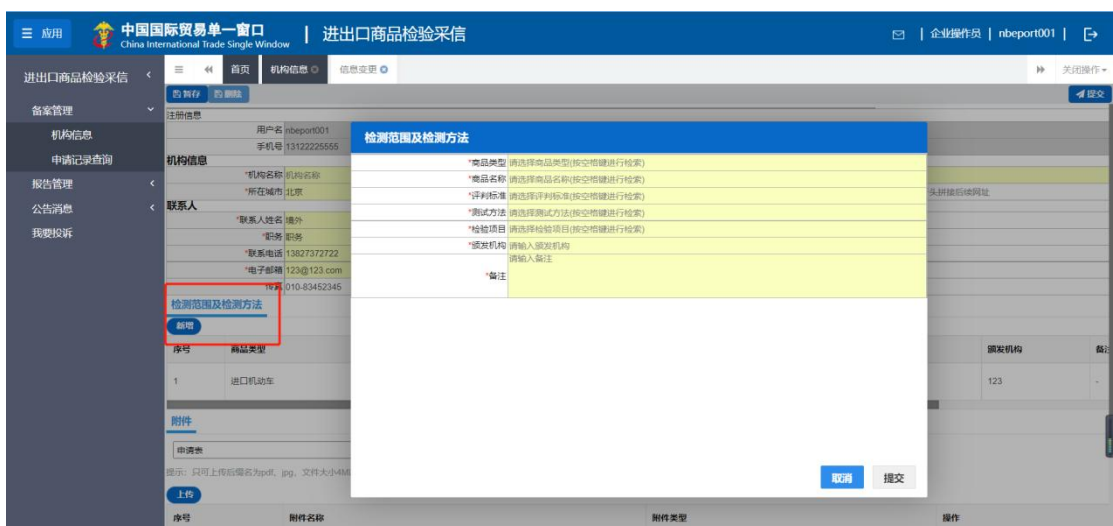 应用
中国国际贸易单一窗口
China International Trade Single Window
进出口商品检验采信
企业操作员 | nbeport001
进出口商品检验采信
首页
机构信息
信息变更
关闭操作
暂存
删除
提交
备案管理
机构信息
申请记录查询
报告管理
公告消息
我要投诉
注册信息
用户名 nbeport001
手机号 13122225555
机构信息
*机构名称 机构名称
*所在城市 北京
头拼接后续网址
联系人
*联系人姓名 境外
*职务 职务
*联系电话 13827372722
*电子邮箱 123@123.com
传真 010-83452345
检测范围及检测方法
新增
序号 商品类型 颁发机构 备注
1 进口机动车 123 -
附件
申请表
提示：只可上传后缀名为pdf，jpg，文件大小4M
上传
序号 附件名称 附件类型 操作
检测范围及检测方法
*商品类型 请选择商品类型(按空格键进行检索)
*商品名称 请选择商品名称(按空格键进行检索)
*评判标准 请选择评判标准(按空格键进行检索)
*测试方法 请选择测试方法(按空格键进行检索)
*检验项目 请选择检验项目(按空格键进行检索)
*颁发机构 请输入颁发机构
*备注 请输入备注
取消
提交